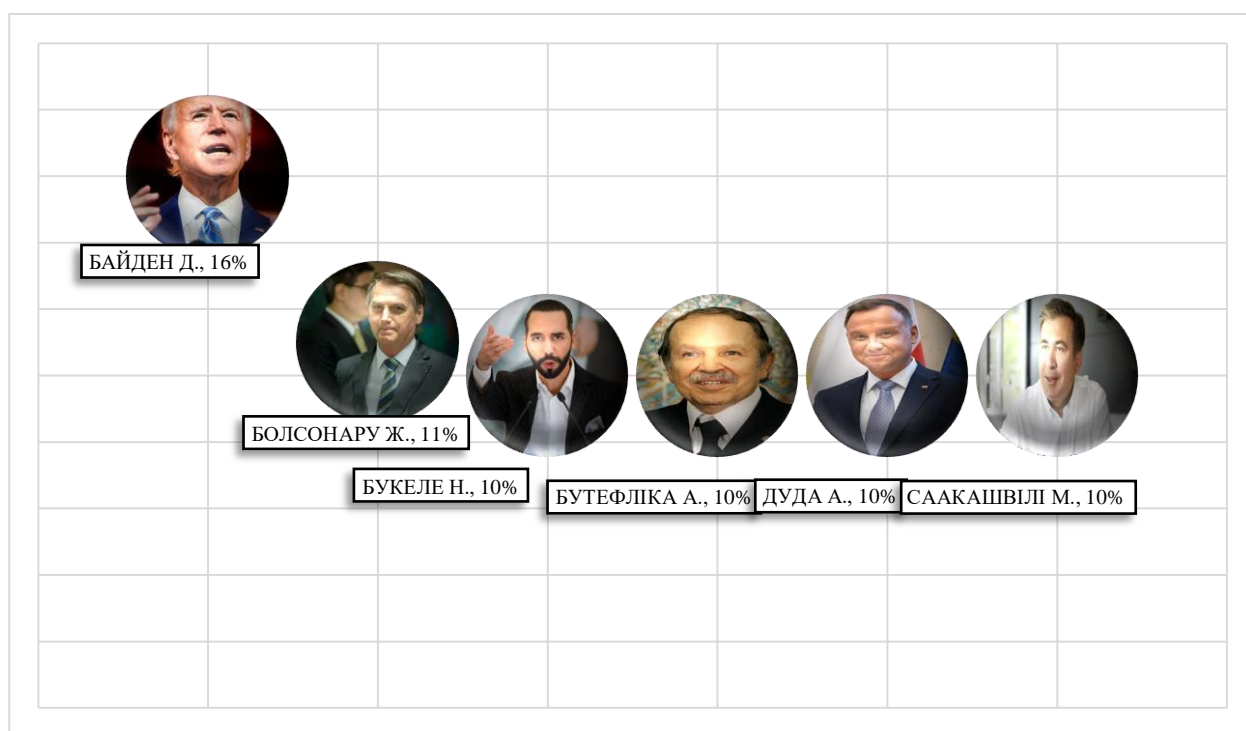 БАЙДЕН Д., 16%
БОЛСОНАРУ Ж., 11%
БУКЕЛЕ Н., 10%
БУТЕФЛІКА А., 10%
ДУДА А., 10%
СААКАШВІЛІ М., 10%